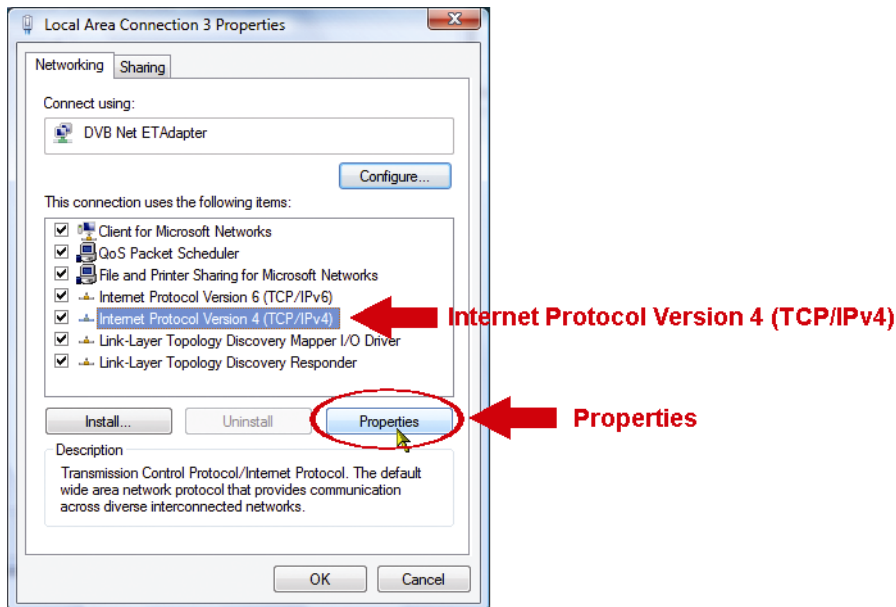 Local Area Connection 3 Properties
Networking
Sharing
Connect using:
DVB Net ETAdapter
Configure...
This connection uses the following items:
Client for Microsoft Networks
QoS Packet Scheduler
File and Printer Sharing for Microsoft Networks
Internet Protocol Version 6 (TCP/IPv6)
Internet Protocol Version 4 (TCP/IPv4)
Internet Protocol Version 4 (TCP/IPv4)
Link-Layer Topology Discovery Mapper I/O Driver
Link-Layer Topology Discovery Responder
Install...
Uninstall
Properties
Properties
Description
Transmission Control Protocol/Internet Protocol. The default
wide area network protocol that provides communication
across diverse interconnected networks.
OK
Cancel